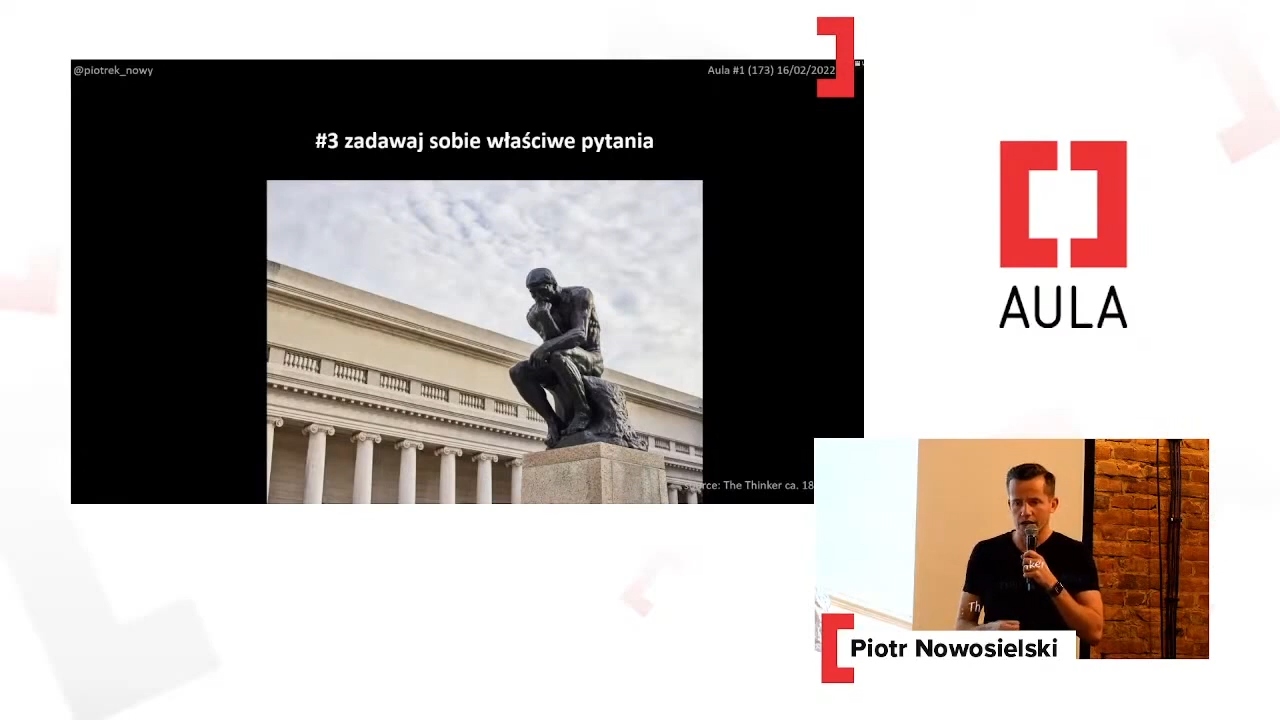 @piotrek_nowy
Aula #1 (173) 16/02/2022
#3 zadawaj sobie właściwe pytania
The Thinker ca. 18
AULA
Piotr Nowosielski